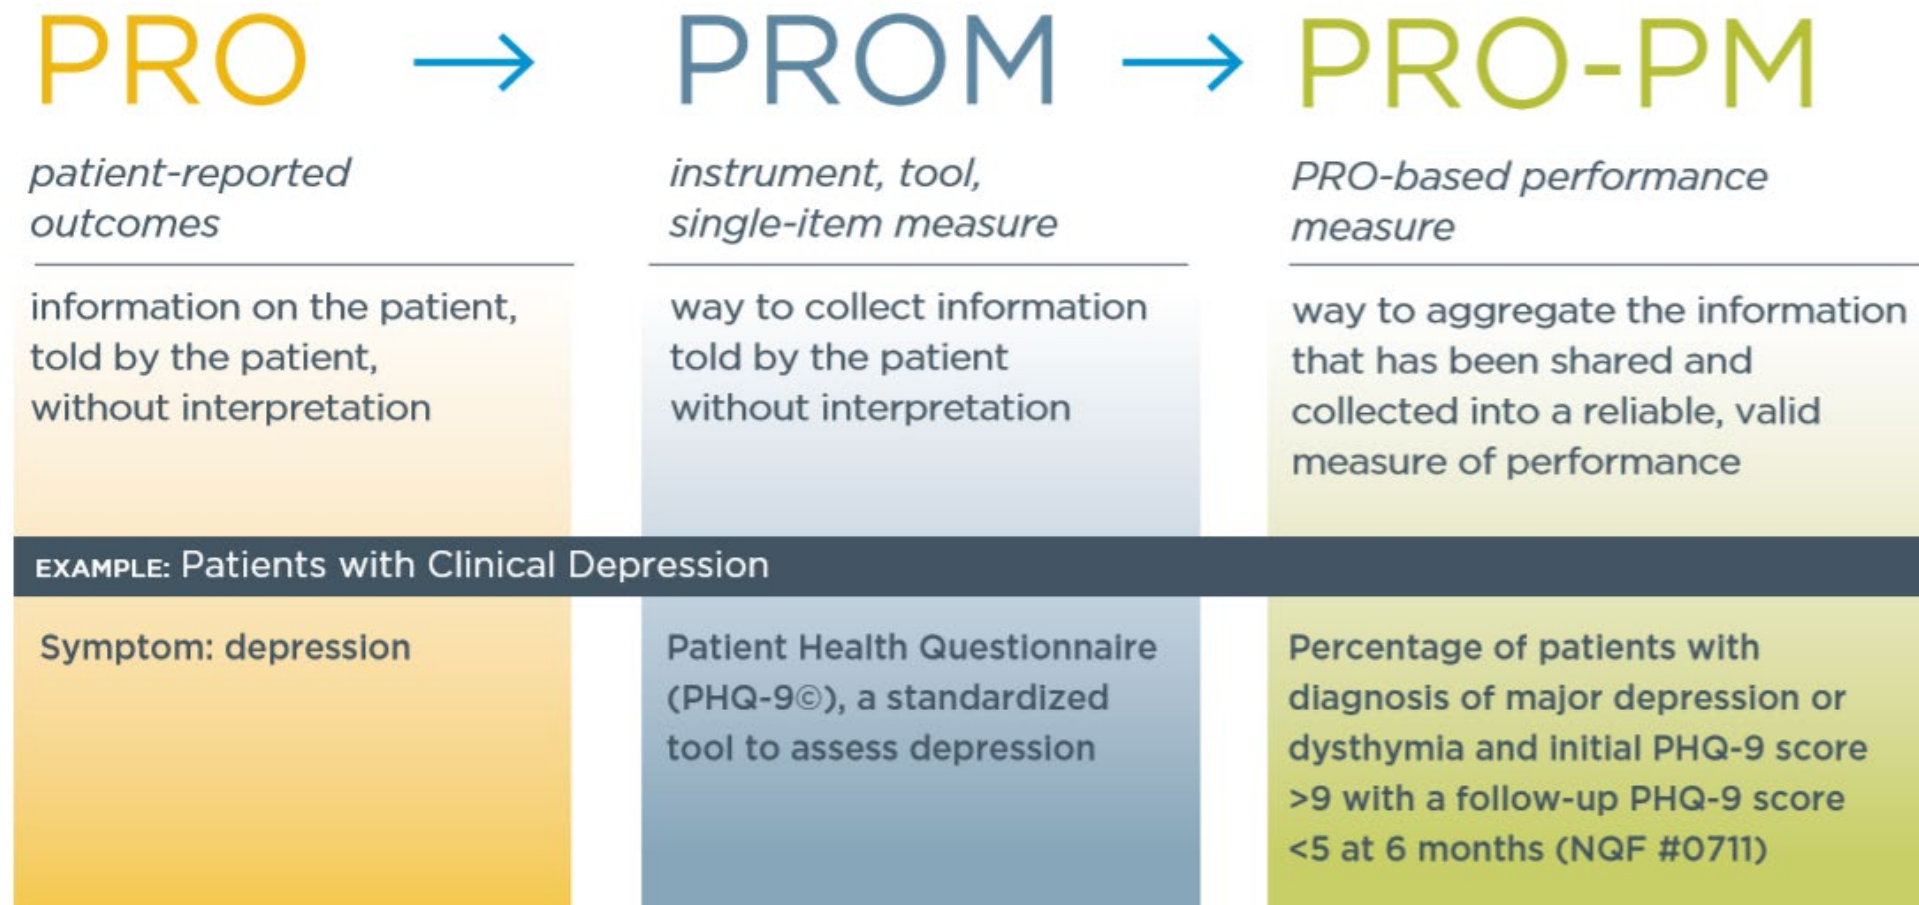 PRO → PROM → PRO-PM
patient-reported
outcomes
instrument, tool,
single-item measure
PRO-based performance
measure
information on the patient,
told by the patient,
without interpretation
way to collect information
told by the patient
without interpretation
way to aggregate the information
that has been shared and
collected into a reliable, valid
measure of performance
EXAMPLE: Patients with Clinical Depression
Symptom: depression
Patient Health Questionnaire
(PHQ-9©), a standardized
tool to assess depression
Percentage of patients with
diagnosis of major depression or
dysthymia and initial PHQ-9 score
>9 with a follow-up PHQ-9 score
<5 at 6 months (NQF #0711)